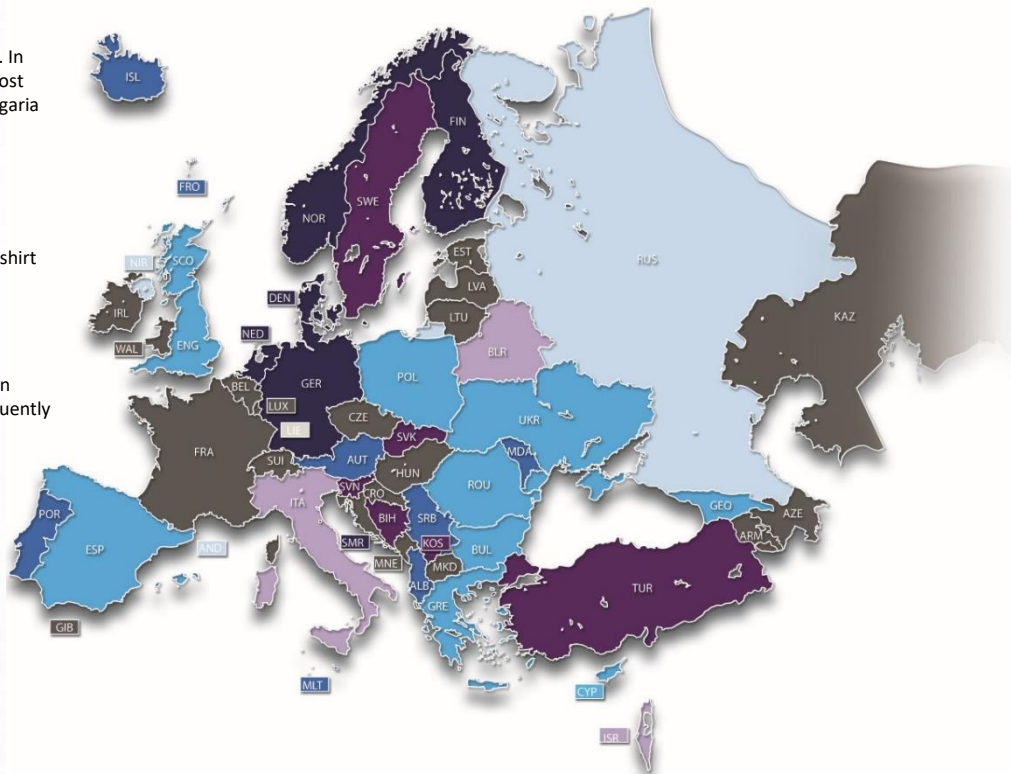 . In
ost
garia
shirt
n
quently
ISL
FRO
FIN
NOR
SWE
RUS
SCO
NIR
EST
LVA
LTU
IRL
DEN
KAZ
WAL
ENG
NED
BLR
GER
POL
BEL
LUX
CZE
UKR
LIE
SVK
FRA
SUI
AUT
HUN
MDA
SVN
CRO
ROU
ITA
POR
BIH
SRB
GEO
AZE
ESP
AND
SMR
KOS
BUL
ARM
MNE
MKD
ALB
TUR
GRE
GIB
MLT
CYP
ISR